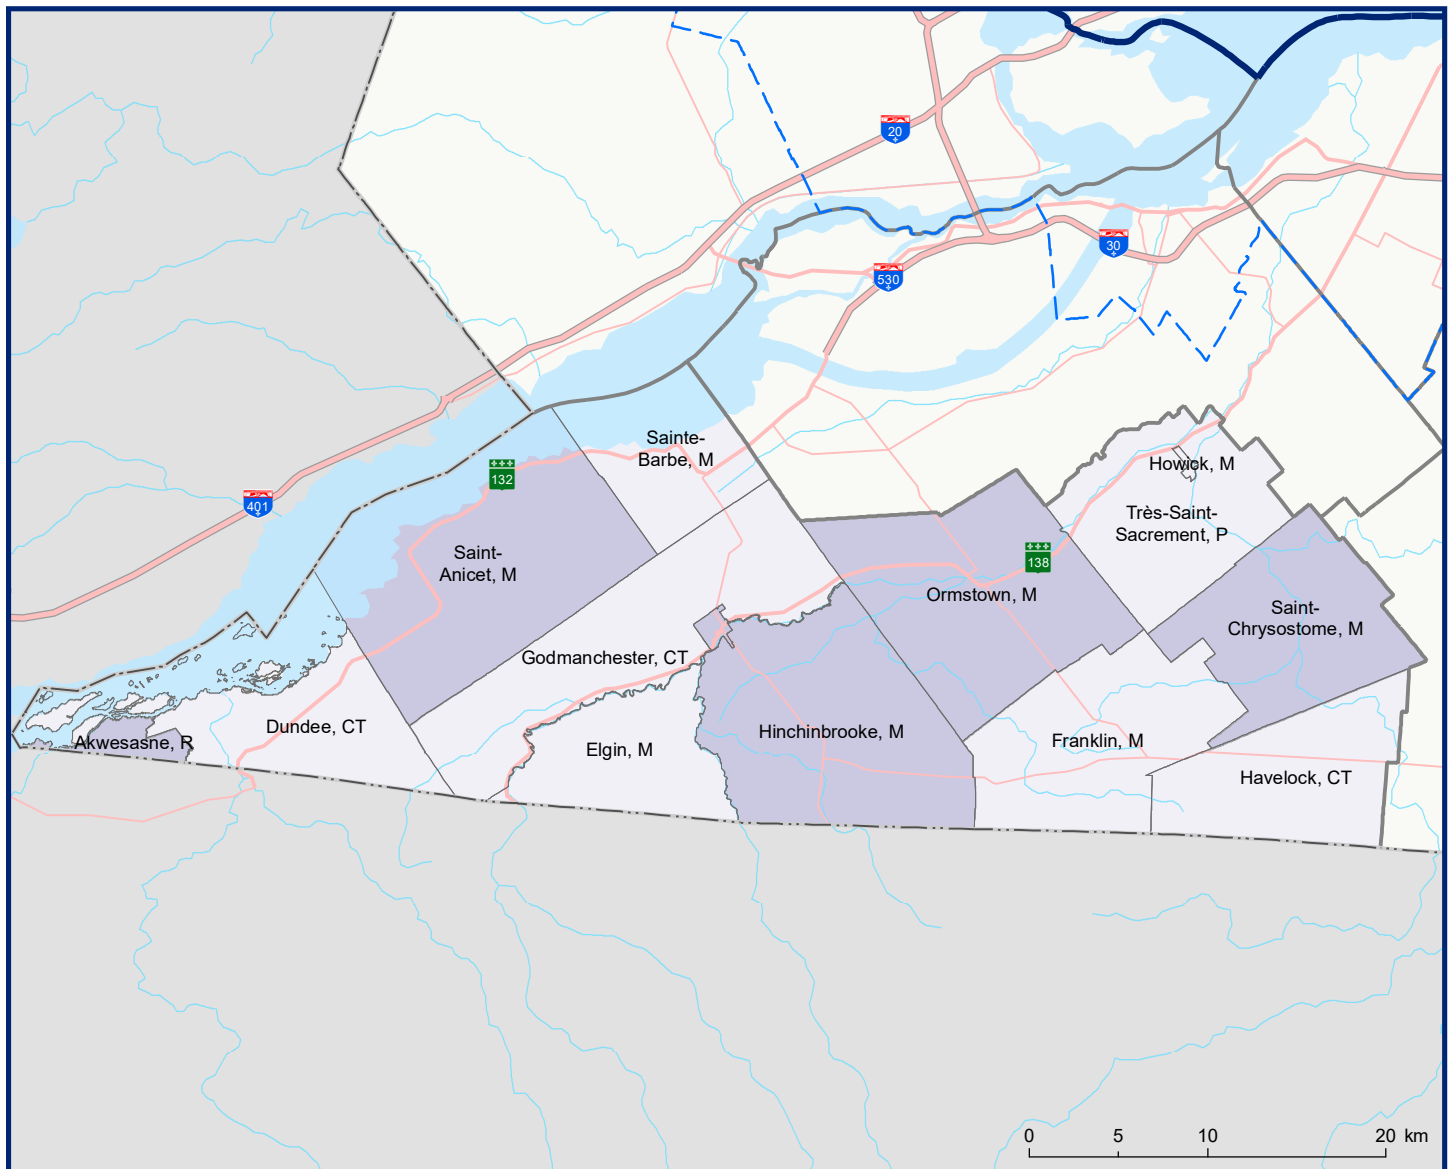 20
30
530
Sainte-
Barbe, M
Howick, M
132
401
Très-Saint-
Sacrement, P
Saint-
Anicet, M
138
Ormstown, M
Saint-
Chrysostome, M
Godmanchester, CT
Dundee, CT
Akwesasne, R
Elgin, M
Hinchinbrooke, M
Franklin, M
Havelock, CT
0 5 10 20 km